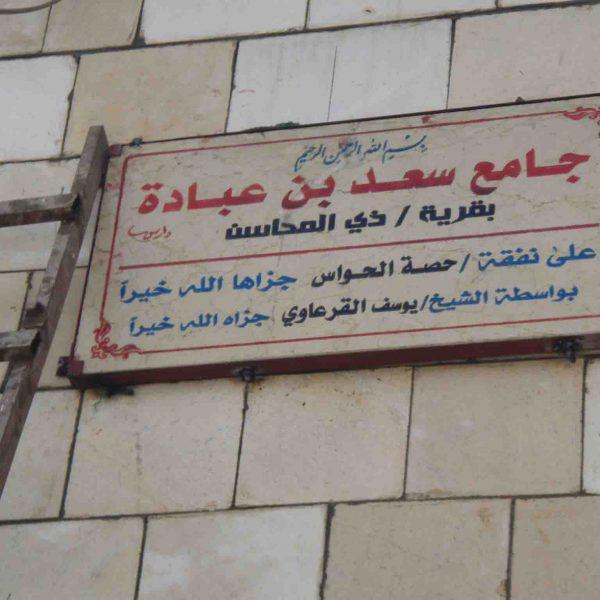 بسم الله الرحمن الرحيم
جامع سعد بن عبادة
بقرية / ذي المحاسن
على نفقة / حصة الحواس جزاها الله خيراً
بواسطة الشيخ / يوسف القرعاوي جزاه الله خيراً